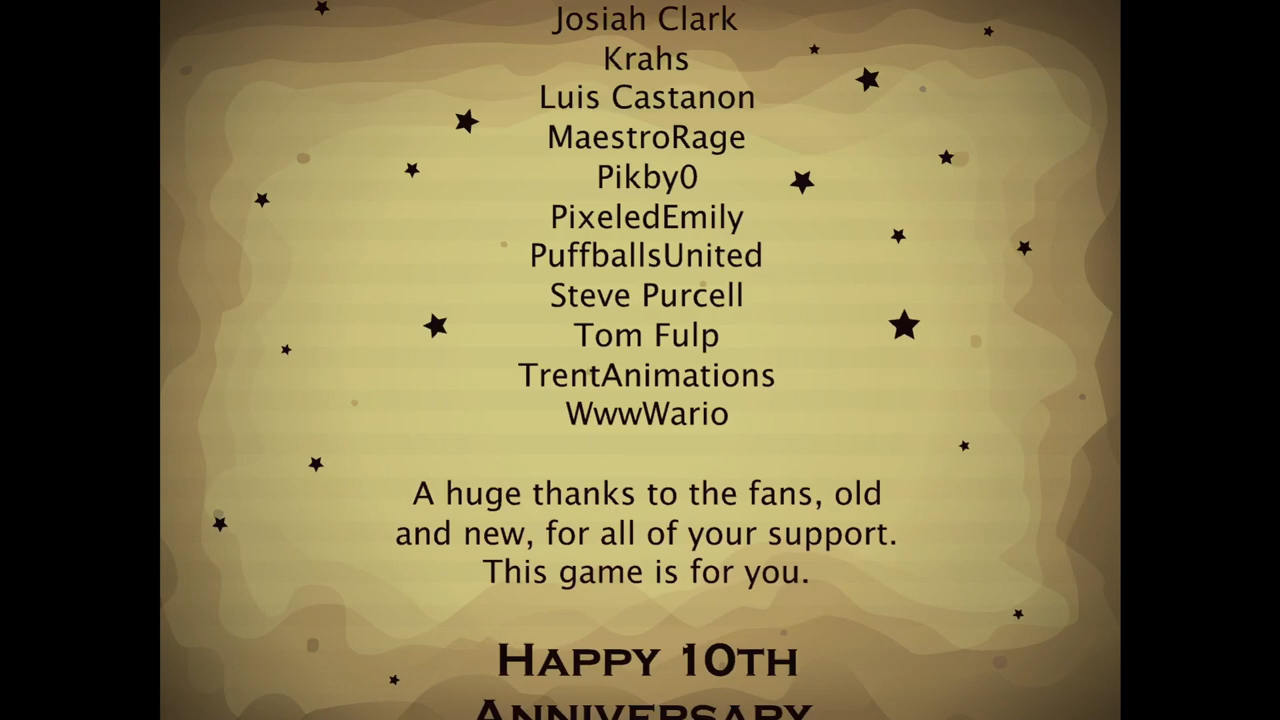 Josiah Clark
Krahs
Luis Castanon
MaestroRage
Pikby0
PixeledEmily
PuffballsUnited
Steve Purcell
Tom Fulp
TrentAnimations
WwwWario
A huge thanks to the fans, old
and new, for all of your support.
This game is for you.
Happy 10th
Anniversary